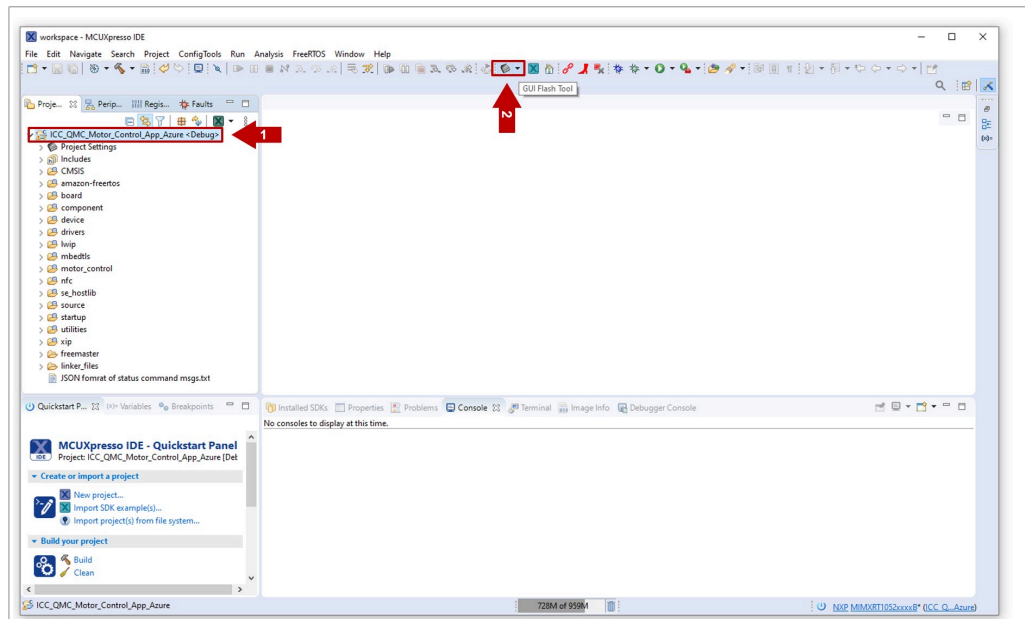 workspace - MCUXpresso IDE
File Edit Navigate Search Project ConfigTools Run Analysis FreeRTOS Window Help
GUI Flash Tool
2
Proje... Perip... Regis... Faults
ICC_QMC_Motor_Control_App_Azure <Debug>
1
Project Settings
Includes
CMSIS
amazon-freertos
board
component
device
drivers
lwip
mbedtls
motor_control
nfc
se_hostlib
source
startup
utilities
xip
freemaster
linker_files
JSON fomrat of status command msgs.txt
Quickstart P... (x)= Variables Breakpoints
Installed SDKs Properties Problems Console Terminal Image Info Debugger Console
No consoles to display at this time.
IDE
MCUXpresso IDE - Quickstart Panel
Project: ICC_QMC_Motor_Control_App_Azure [Det
Create or import a project
New project...
Import SDK example(s)...
Import project(s) from file system...
Build your project
Build
Clean
ICC_QMC_Motor_Control_App_Azure
728M of 959M
NXP MIMXRT1052xxxxB* (ICC_Q...Azure)